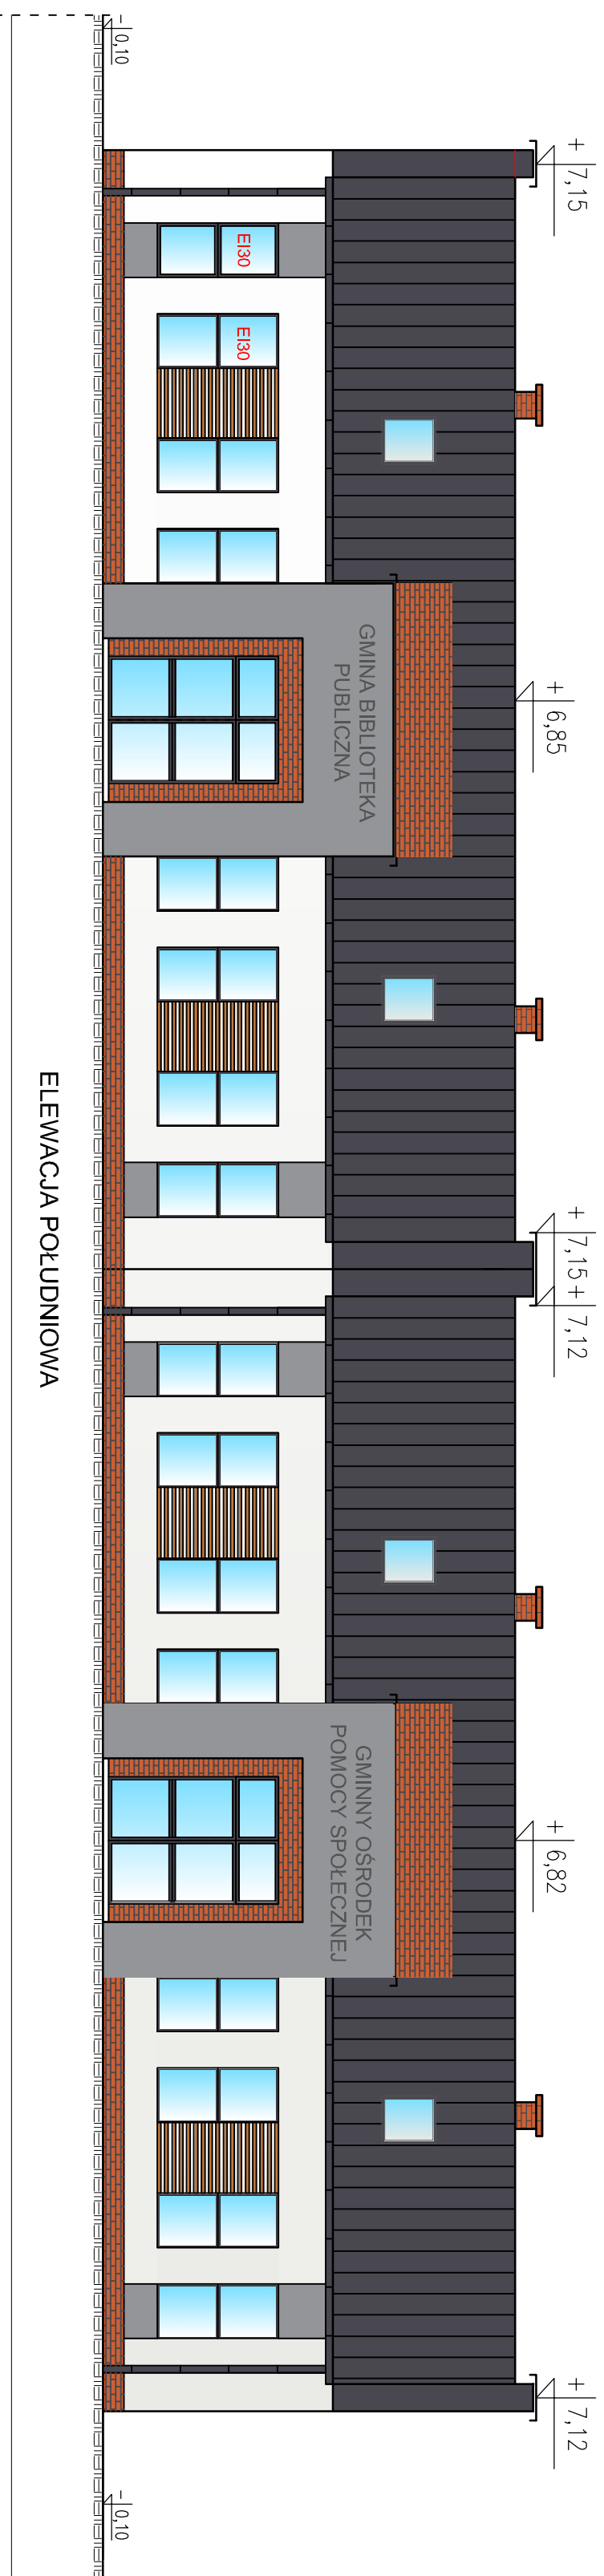 + 7,15
+ 6,85
+ 7,15 + 7,12
+ 6,82
+ 7,12
GMINA BIBLIOTEKA
PUBLICZNA
GMINNY OŚRODEK
POMOCY SPOŁECZNEJ
EI30
EI30
- 0,10
- 0,10
ELEWACJA POŁUDNIOWA